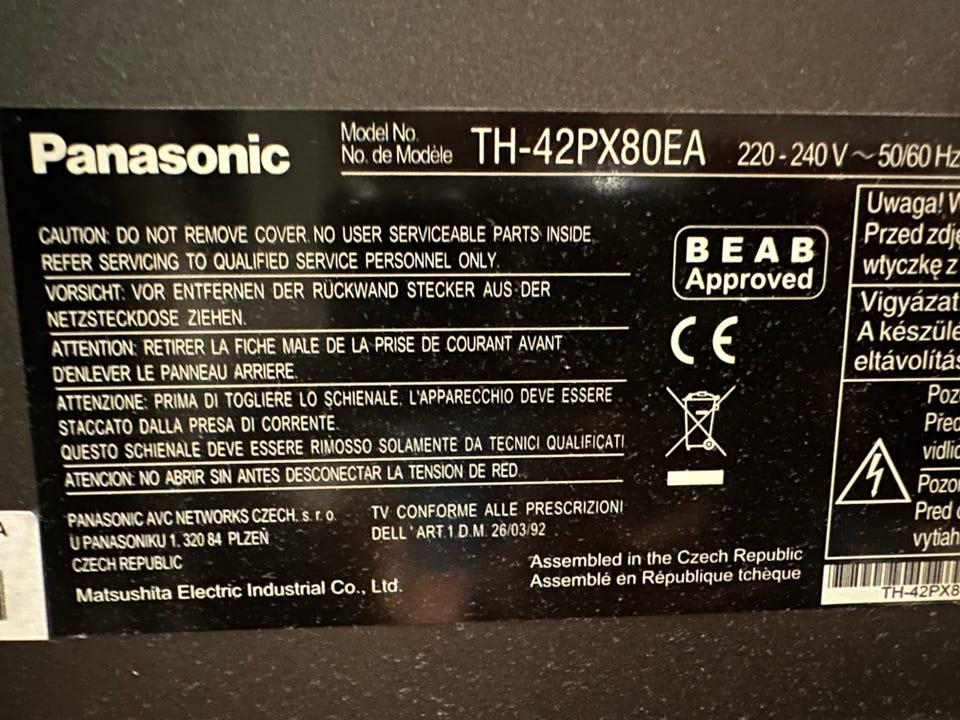 Panasonic
Model No.
No. de Modèle
TH-42PX80EA
220 - 240 V ~ 50/60 Hz
CAUTION: DO NOT REMOVE COVER. NO USER SERVICEABLE PARTS INSIDE.
REFER SERVICING TO QUALIFIED SERVICE PERSONNEL ONLY.
VORSICHT: VOR ENTFERNEN DER RÜCKWAND STECKER AUS DER
NETZSTECKDOSE ZIEHEN.
ATTENTION: RETIRER LA FICHE MALE DE LA PRISE DE COURANT AVANT
D'ENLEVER LE PANNEAU ARRIERE.
ATTENZIONE: PRIMA DI TOGLIERE LO SCHIENALE, L'APPARECCHIO DEVE ESSERE
STACCATO DALLA PRESA DI CORRENTE.
QUESTO SCHIENALE DEVE ESSERE RIMOSSO SOLAMENTE DA TECNICI QUALIFICATI.
ATENCION: NO ABRIR SIN ANTES DESCONECTAR LA TENSION DE RED.
PANASONIC AVC NETWORKS CZECH. s. r. o.
U PANASONIKU 1. 320 84 PLZEŇ
CZECH REPUBLIC
TV CONFORME ALLE PRESCRIZIONI
DELL' ART.1 D.M. 26/03/92
Matsushita Electric Industrial Co., Ltd.
Assembled in the Czech Republic
Assemblé en République tchèque
BEAB
Approved
CE
Uwaga! W
Przed zdję
wtyczkę z
Vigyázat
A készülé
eltávolítás
Poz
Před
vidlic
Pozor
Pred o
vytiah
TH-42PX8
A